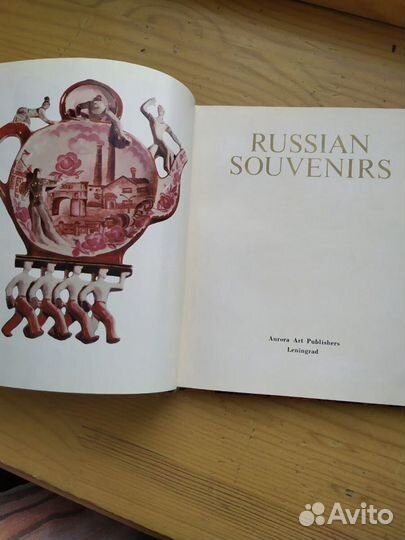 RUSSIAN
SOUVENIRS
Aurora Art Publishers
Leningrad
Avito